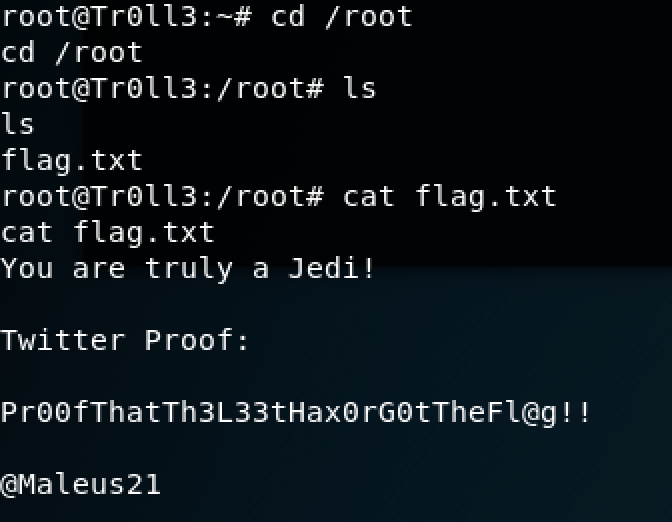 root@Tr0ll3:~# cd /root
cd /root
root@Tr0ll3:/root# ls
ls
flag.txt
root@Tr0ll3:/root# cat flag.txt
cat flag.txt
You are truly a Jedi!
Twitter Proof:
Pr00fThatTh3L33tHax0rG0tTheFl@g!!
@Maleus21